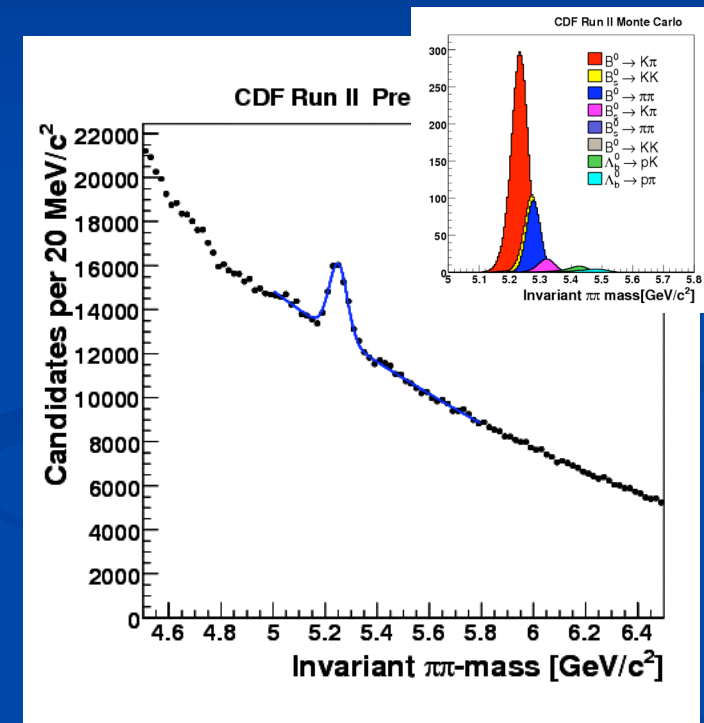 CDF Run II Monte Carlo
300
250
200
150
100
50
B⁰ → Kπ
B⁰ₛ → KK
B⁰ → ππ
B⁰ₛ → Kπ
B⁰ₛ → ππ
B⁰ → KK
Λ⁰_b → pK
Λ⁰_b → pπ
5 5.1 5.2 5.3 5.4 5.5 5.6 5.7 5.8
Invariant ππ mass[GeV/c²]
CDF Run II Pre
Candidates per 20 MeV/c²
22000
20000
18000
16000
14000
12000
10000
8000
6000
4000
2000
0
4.6 4.8 5 5.2 5.4 5.6 5.8 6 6.2 6.4
Invariant ππ-mass [GeV/c²]